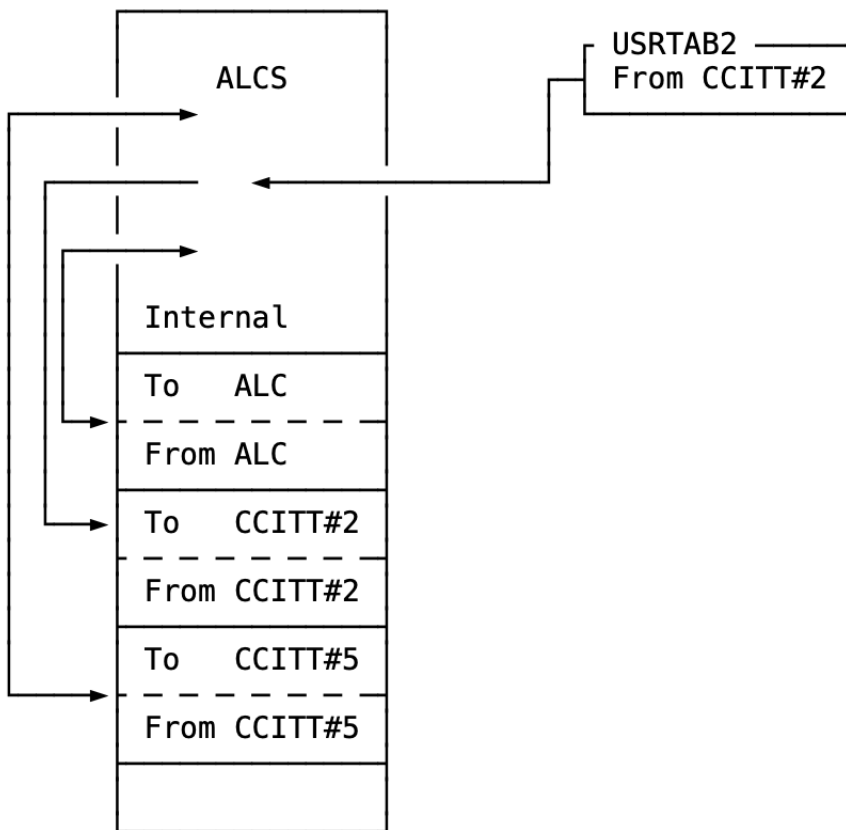 USRTAB2
ALCS
From CCITT#2
Internal
To ALC
From ALC
To CCITT#2
From CCITT#2
To CCITT#5
From CCITT#5